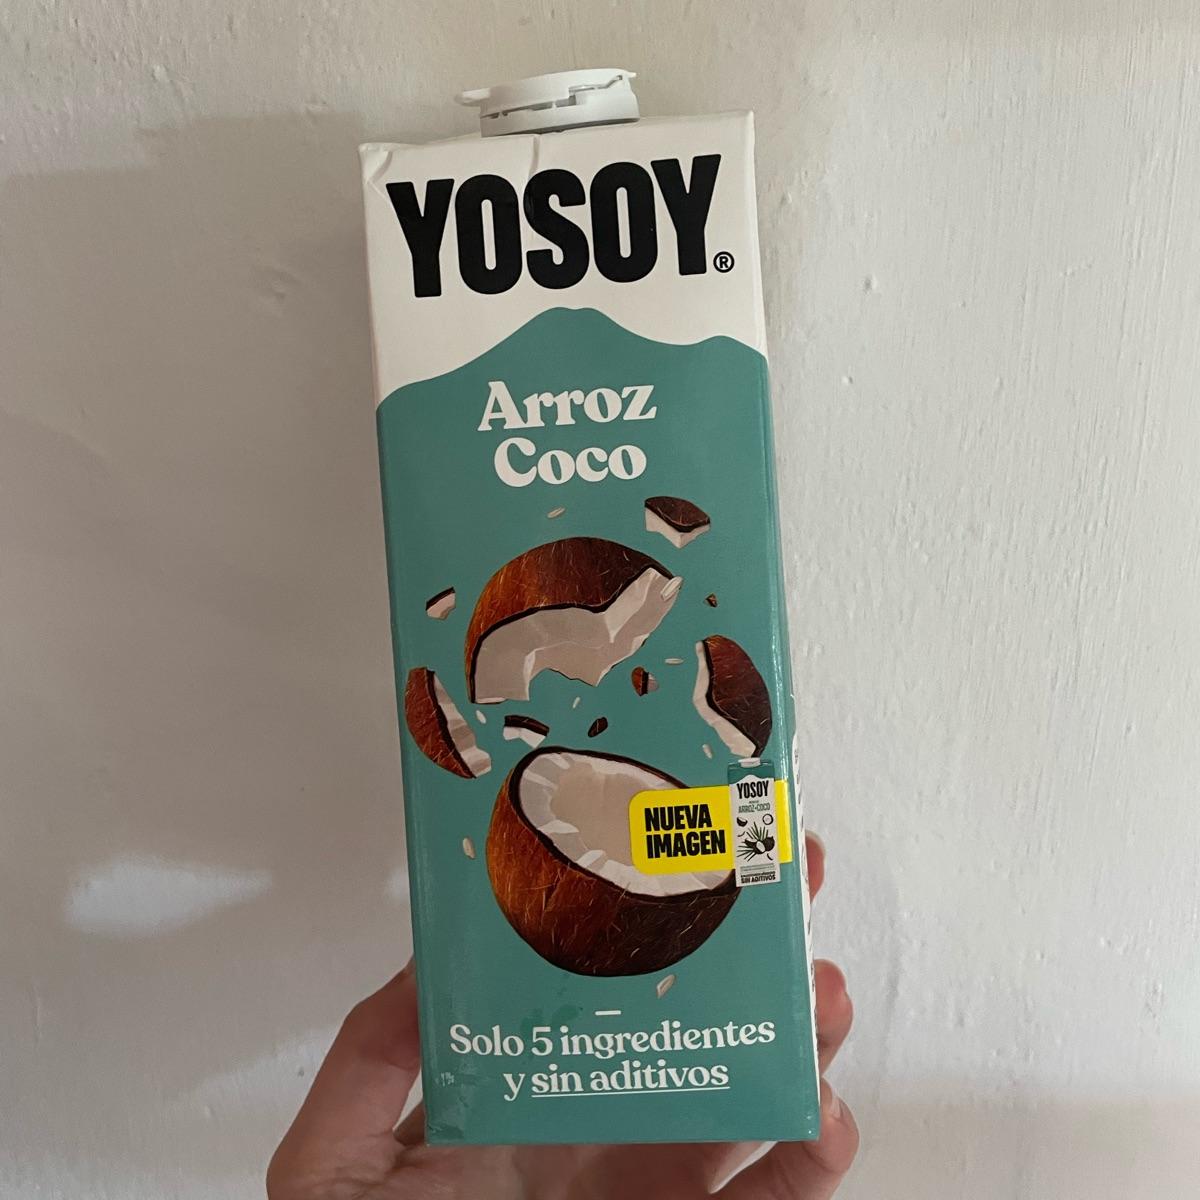 YOSOY®
Arroz
Coco
NUEVA
IMAGEN
YOSOY
ARROZ+COCO
SIN ADITIVOS
Solo 5 ingredientes
y sin aditivos